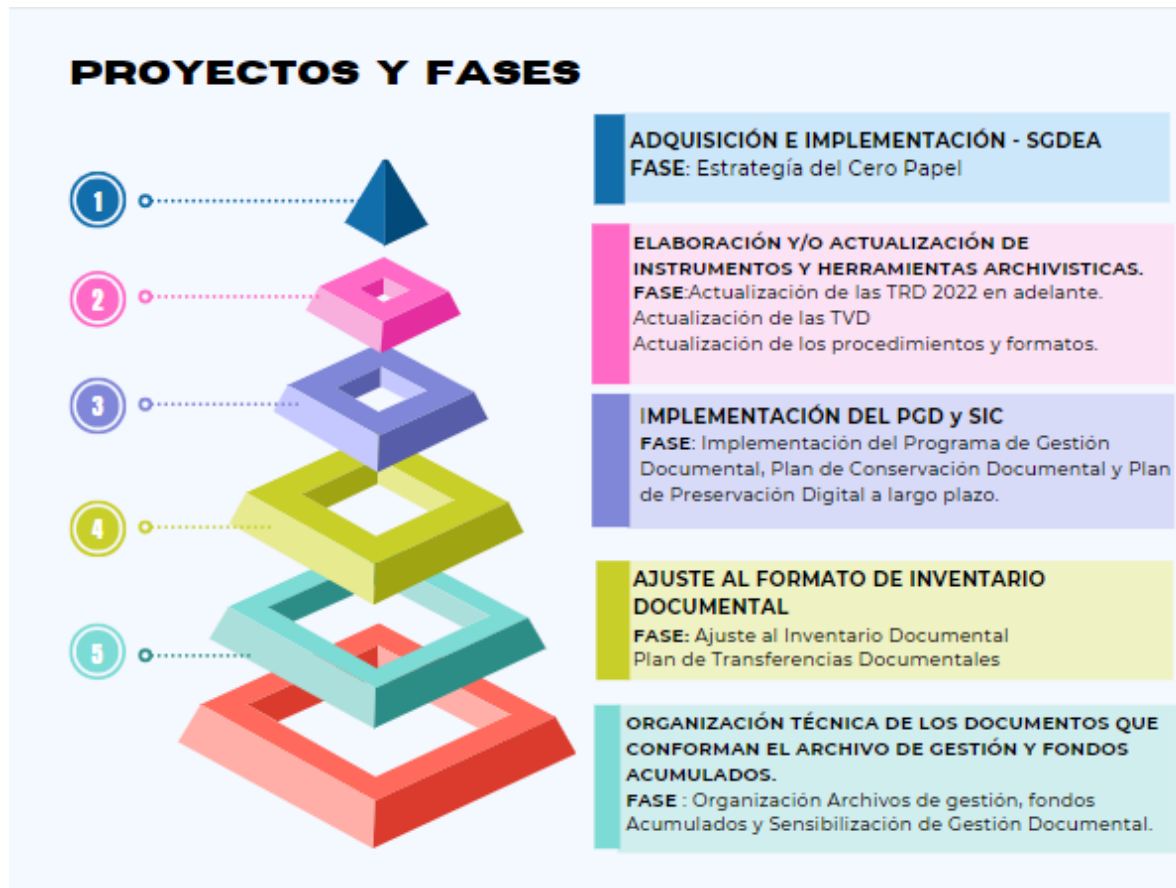 PROYECTOS Y FASES
1
ADQUISICIÓN E IMPLEMENTACIÓN - SGDEA
FASE: Estrategía del Cero Papel
2
ELABORACIÓN Y/O ACTUALIZACIÓN DE
INSTRUMENTOS Y HERRAMIENTAS ARCHIVISTICAS.
FASE:Actualización de las TRD 2022 en adelante.
Actualización de las TVD
Actualización de los procedimientos y formatos.
3
IMPLEMENTACIÓN DEL PGD y SIC
FASE: Implementación del Programa de Gestión
Documental, Plan de Conservación Documental y Plan
de Preservación Digital a largo plazo.
4
AJUSTE AL FORMATO DE INVENTARIO
DOCUMENTAL
FASE: Ajuste al Inventario Documental
Plan de Transferencias Documentales
5
ORGANIZACIÓN TÉCNICA DE LOS DOCUMENTOS QUE
CONFORMAN EL ARCHIVO DE GESTIÓN Y FONDOS
ACUMULADOS.
FASE : Organización Archivos de gestión, fondos
Acumulados y Sensibilización de Gestión Documental.